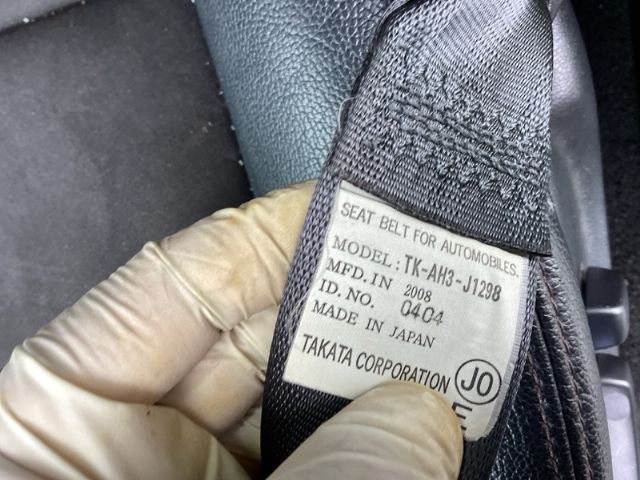 SEAT BELT FOR AUTOMOBILES.
MODEL: TK-AH3-J1298
MFD. IN 2008
ID. NO. 0404
MADE IN JAPAN
TAKATA CORPORATION JO
E